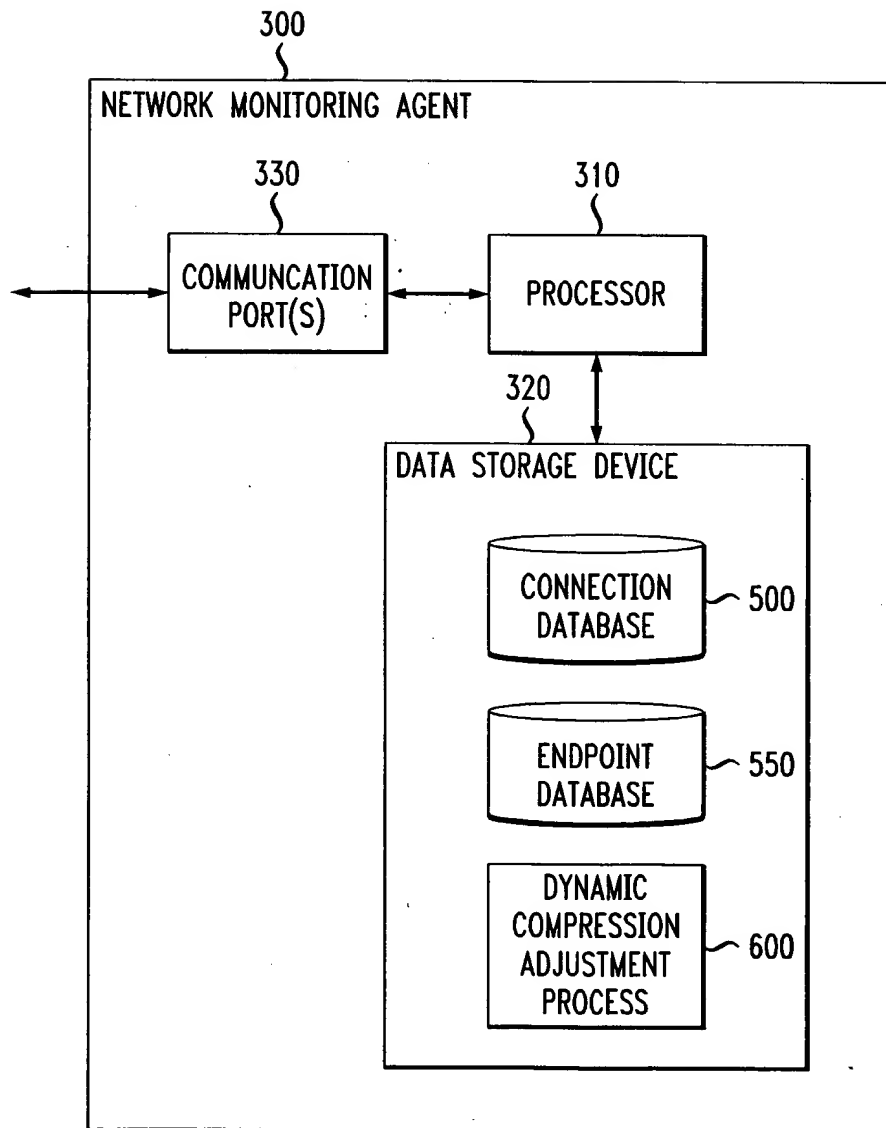 300
NETWORK MONITORING AGENT
330
310
COMMUNCATION
PORT(S)
PROCESSOR
320
DATA STORAGE DEVICE
CONNECTION
DATABASE
500
ENDPOINT
DATABASE
550
DYNAMIC
COMPRESSION
ADJUSTMENT
PROCESS
600